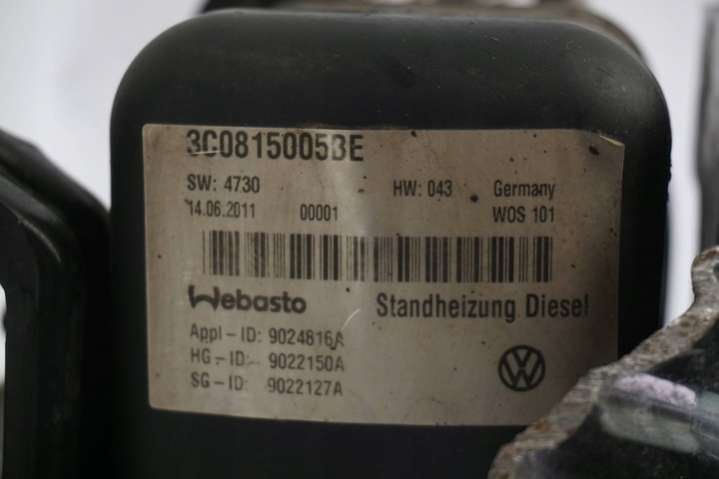 3C0815005BE
SW: 4730 HW: 043 Germany
14.06.2011 00001 WOS 101
Webasto Standheizung Diesel
Appl-ID: 9024816A
HG-ID: 9022150A
SG-ID: 9022127A